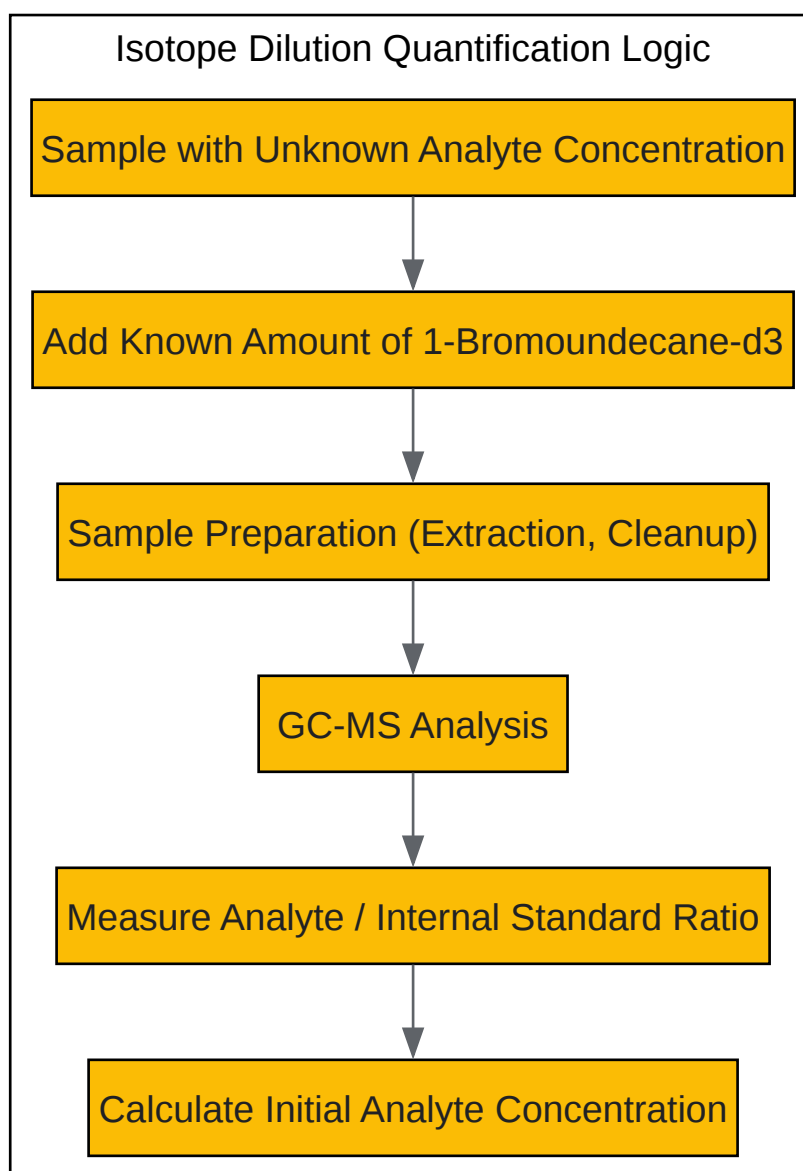 Isotope Dilution Quantification Logic
Sample with Unknown Analyte Concentration
Add Known Amount of 1-Bromoundecane-d3
Sample Preparation (Extraction, Cleanup)
GC-MS Analysis
Measure Analyte / Internal Standard Ratio
Calculate Initial Analyte Concentration